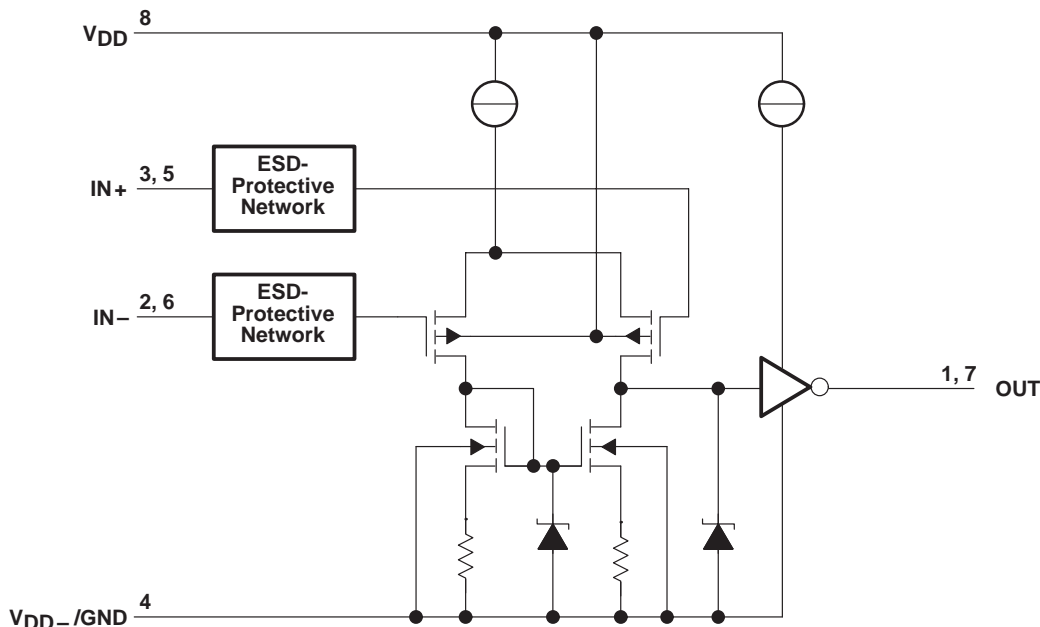 VDD 8
IN+ 3, 5
ESD-
Protective
Network
IN− 2, 6
ESD-
Protective
Network
1, 7 OUT
VDD− /GND 4